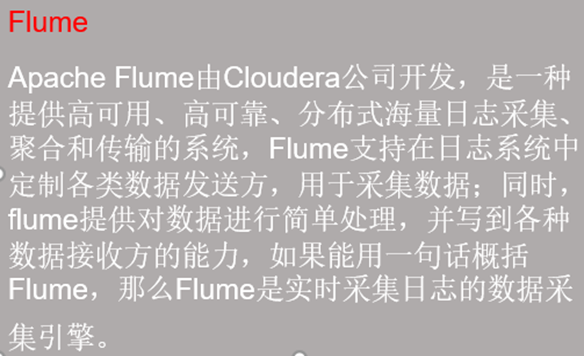 Flume
Apache Flume由Cloudera公司开发，是一种
提供高可用、高可靠、分布式海量日志采集、
聚合和传输的系统，Flume支持在日志系统中
定制各类数据发送方，用于采集数据；同时，
flume提供对数据进行简单处理，并写到各种
数据接收方的能力，如果能用一句话概括
Flume，那么Flume是实时采集日志的数据采
集引擎。